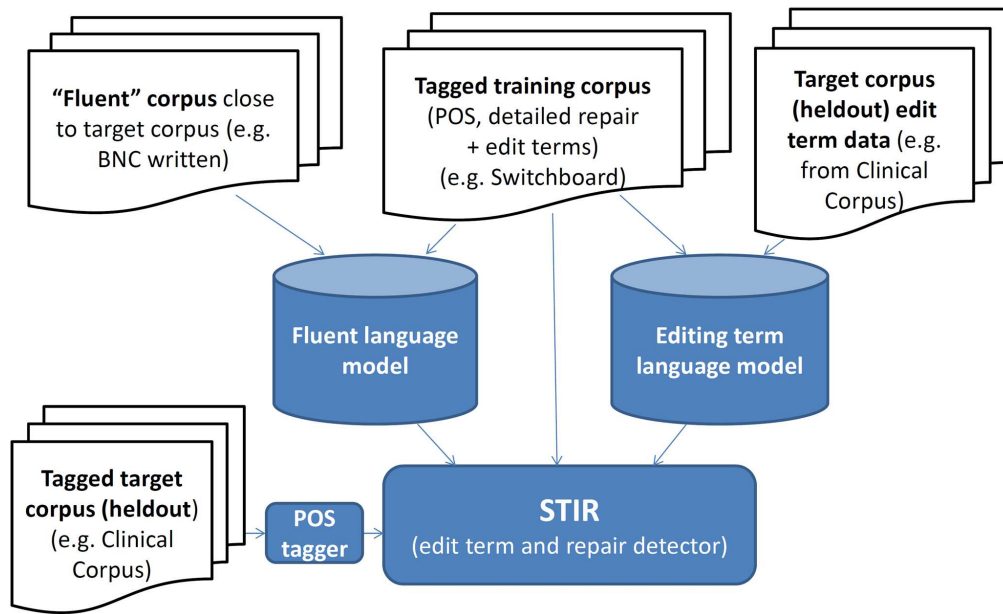 “Fluent” corpus close
to target corpus (e.g.
BNC written)
Tagged training corpus
(POS, detailed repair
+ edit terms)
(e.g. Switchboard)
Target corpus
(heldout) edit
term data (e.g.
from Clinical
Corpus)
Fluent language
model
Editing term
language model
Tagged target
corpus (heldout)
(e.g. Clinical
Corpus)
POS
tagger
STIR
(edit term and repair detector)